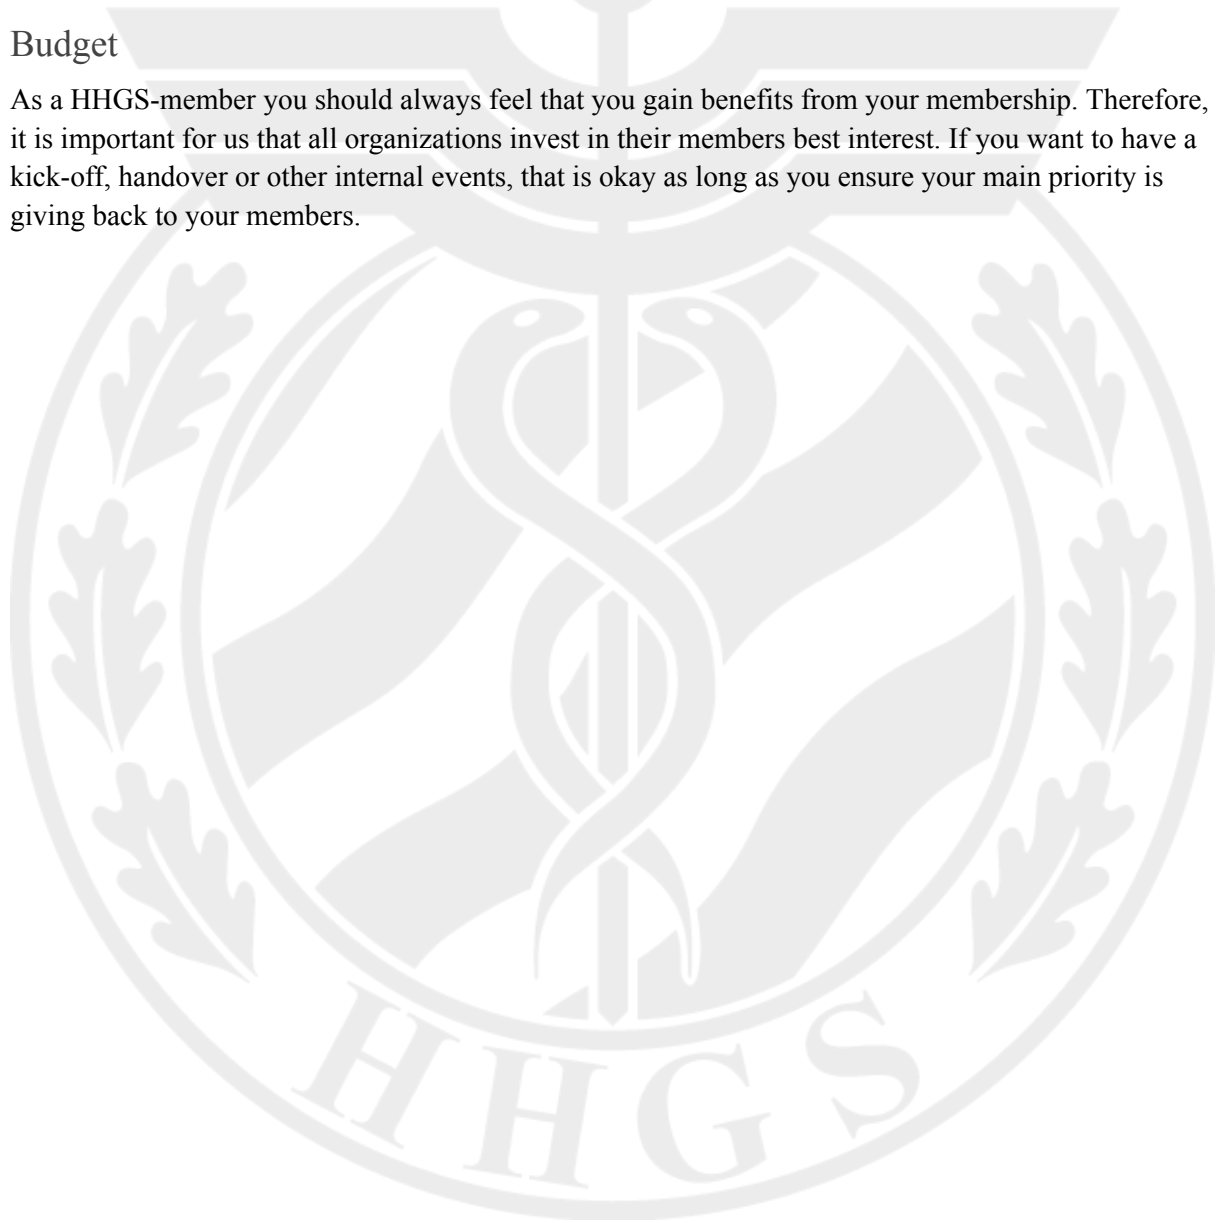 Budget
As a HHGS-member you should always feel that you gain benefits from your membership. Therefore,
it is important for us that all organizations invest in their members best interest. If you want to have a
kick-off, handover or other internal events, that is okay as long as you ensure your main priority is
giving back to your members.
HHGS